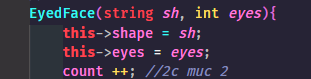 EyedFace(string sh, int eyes){
this->shape = sh;
this->eyes = eyes;
count ++; //2c muc 2